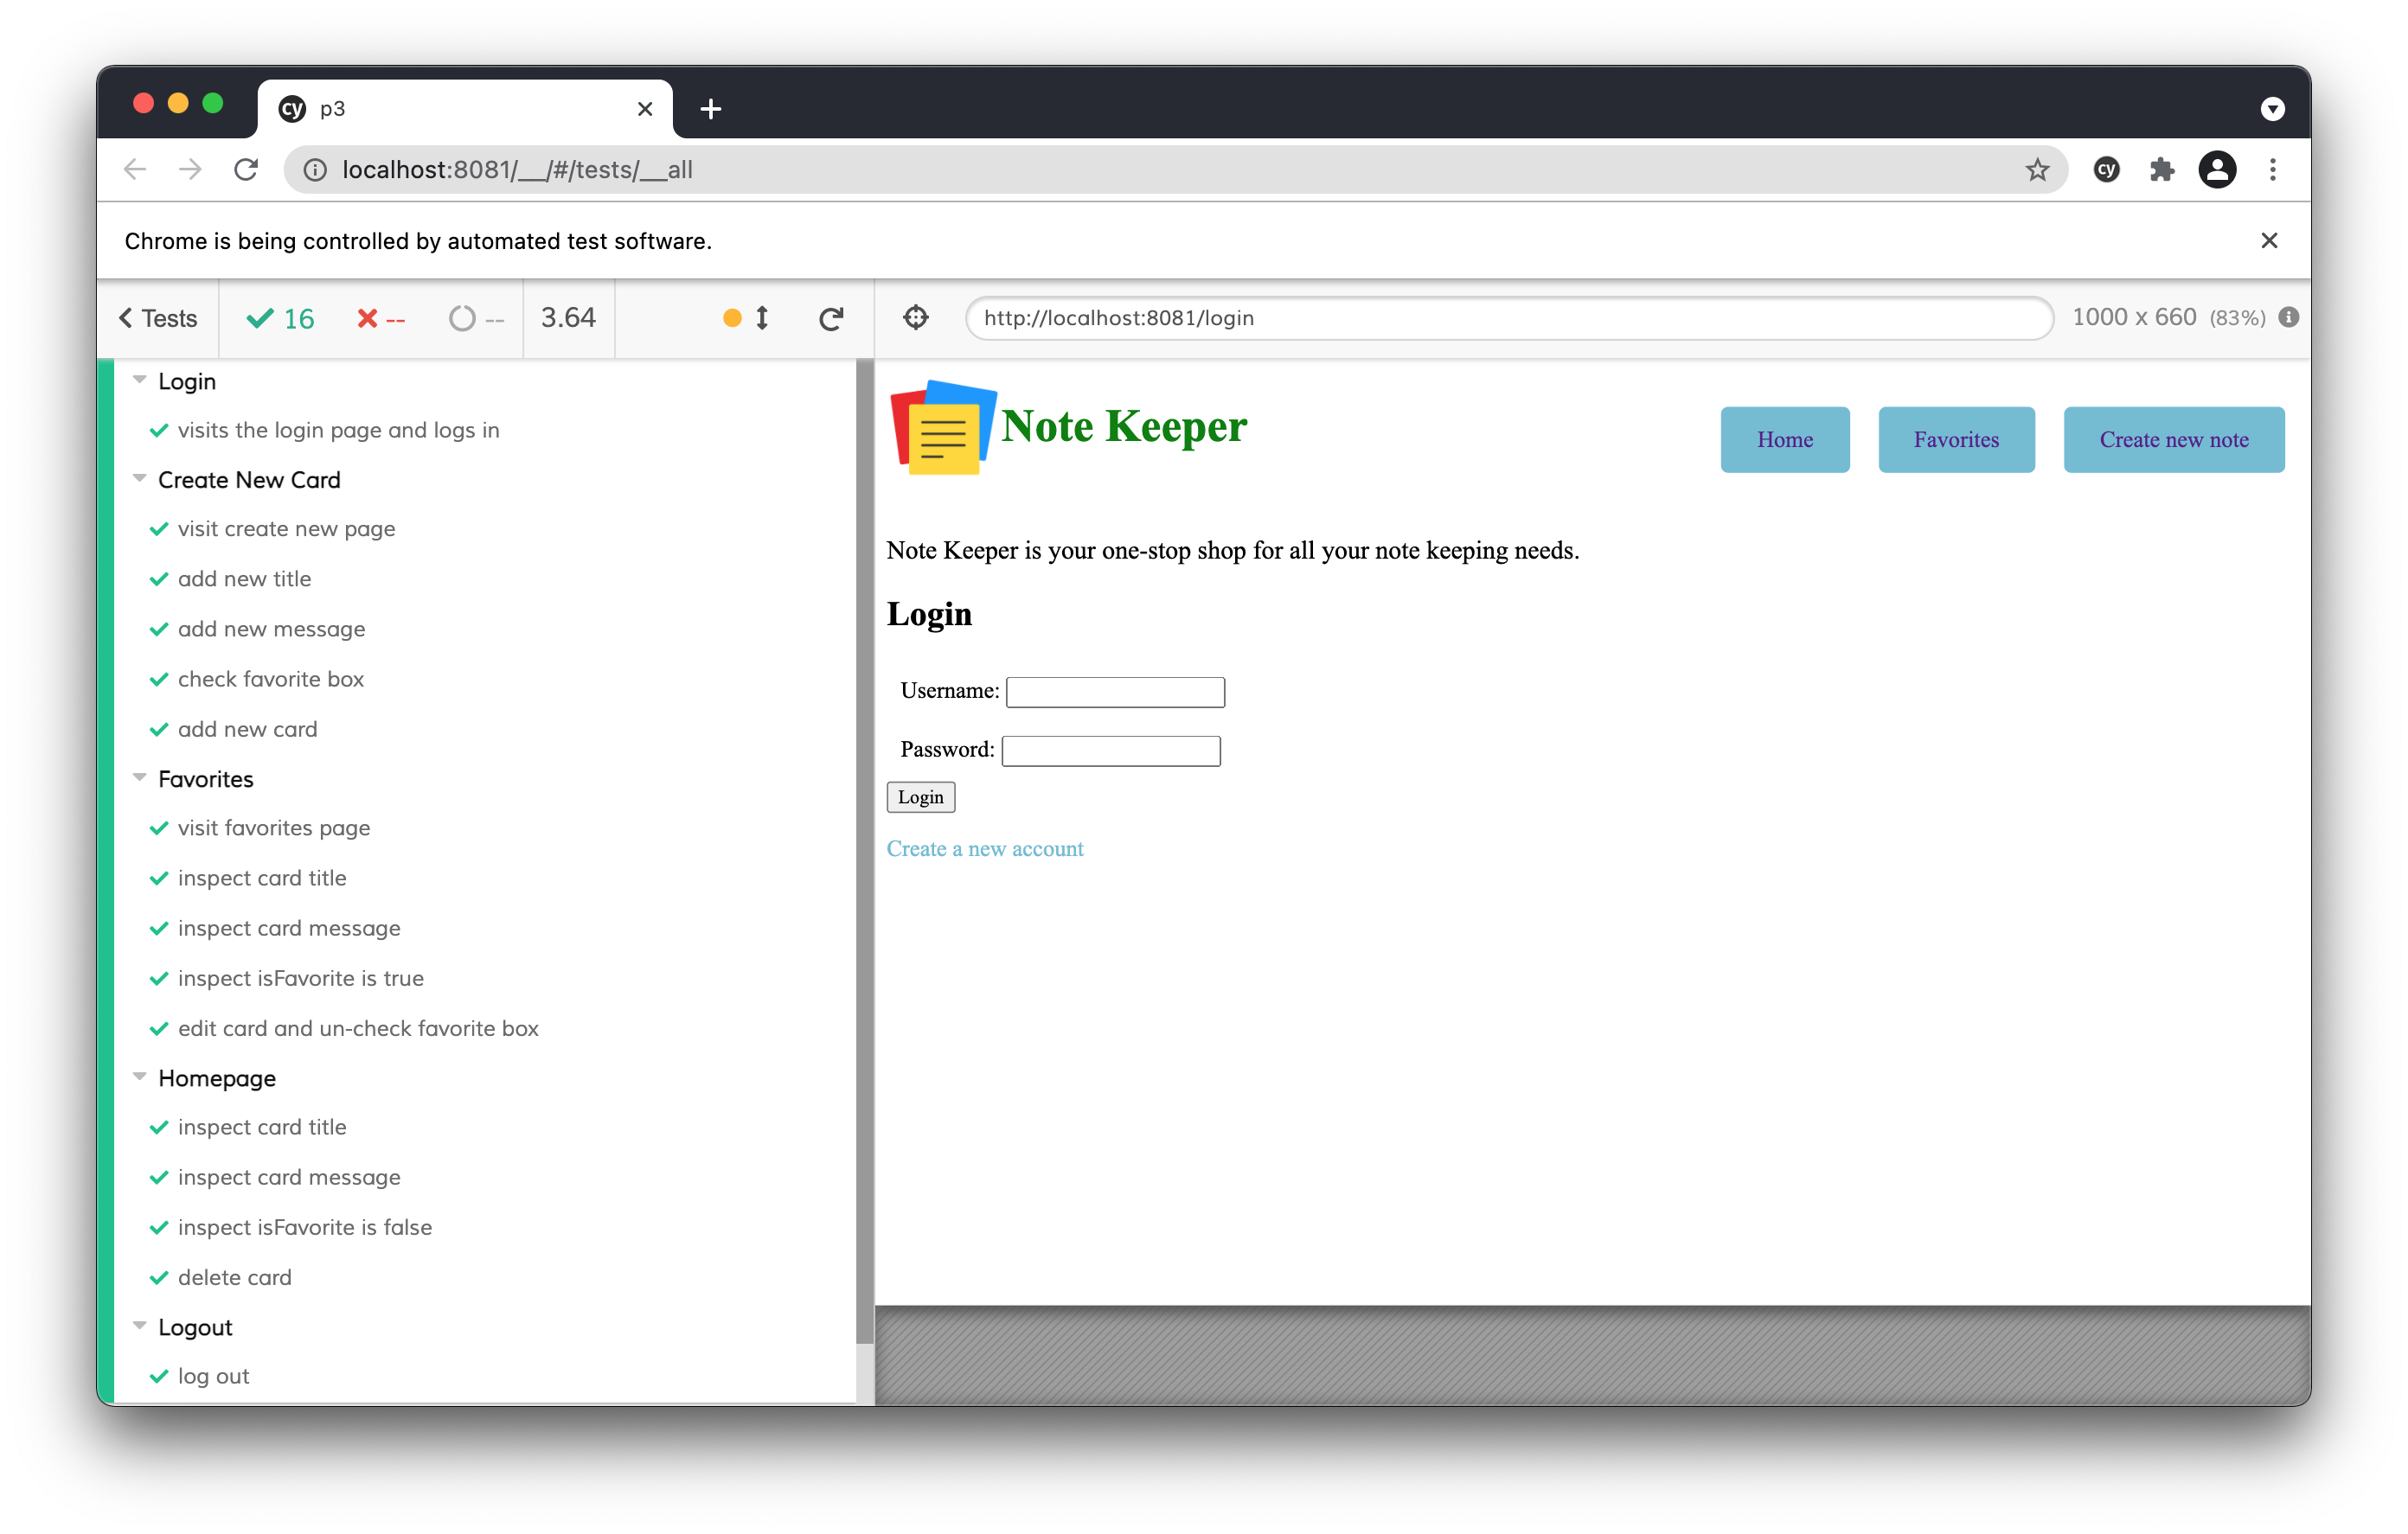 cy p3
localhost:8081/__/#/tests/__all
cy
Chrome is being controlled by automated test software.
Tests 16 -- -- 3.64
http://localhost:8081/login 1000 x 660 (83%)
Login
visits the login page and logs in
Create New Card
visit create new page
add new title
add new message
check favorite box
add new card
Favorites
visit favorites page
inspect card title
inspect card message
inspect isFavorite is true
edit card and un-check favorite box
Homepage
inspect card title
inspect card message
inspect isFavorite is false
delete card
Logout
log out
Note Keeper
Home Favorites Create new note
Note Keeper is your one-stop shop for all your note keeping needs.
Login
Username:
Password:
Login
Create a new account